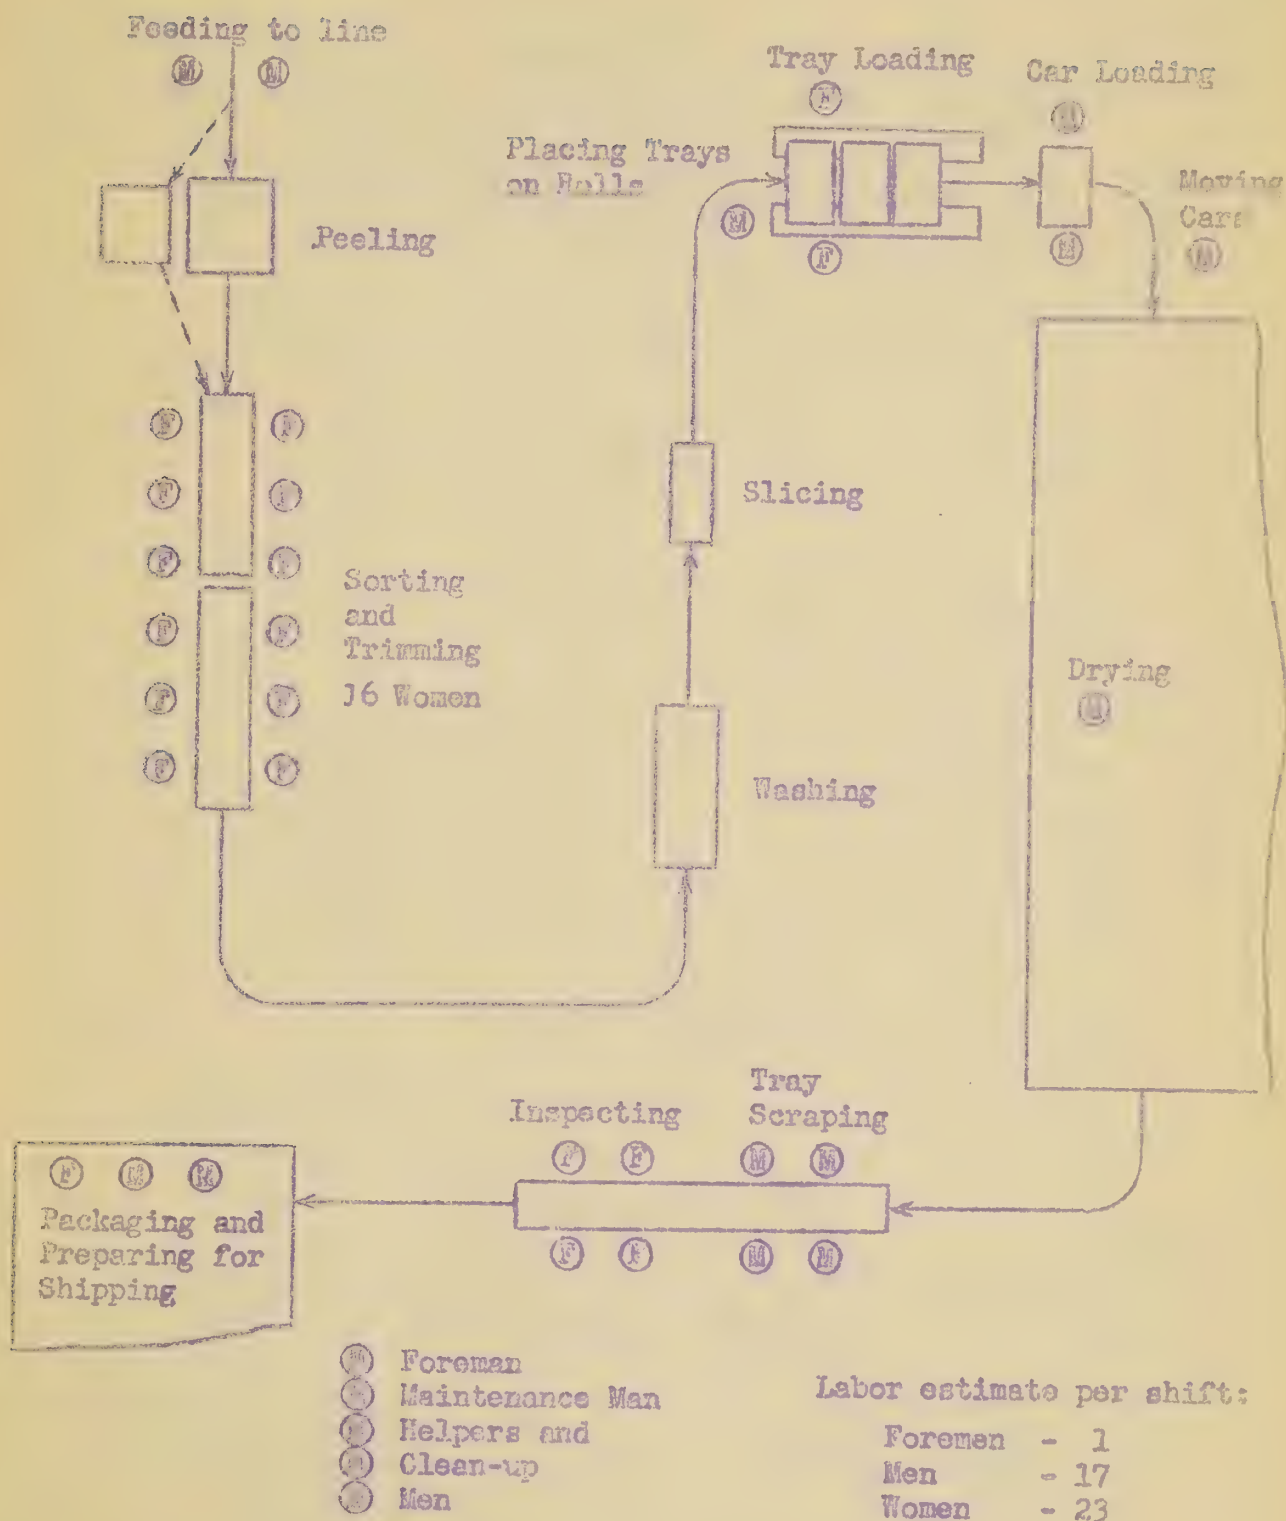 Feeding to line
M M
Peeling
F F
F F
F F
F F
F F
F F
Sorting
and
Trimming
16 Women
Washing
Slicing
Placing Trays
on Rolls
M
Tray Loading
F
F
Car Loading
M
M
Moving
Cars
M
Drying
M
Tray
Scraping
M M
M M
Inspecting
F F
F F
F M M
Packaging and
Preparing for
Shipping
Foreman
Maintenance Man
Helpers and
Clean-up
Men
Labor estimate per shift:
Foremen - 1
Men - 17
Women - 23